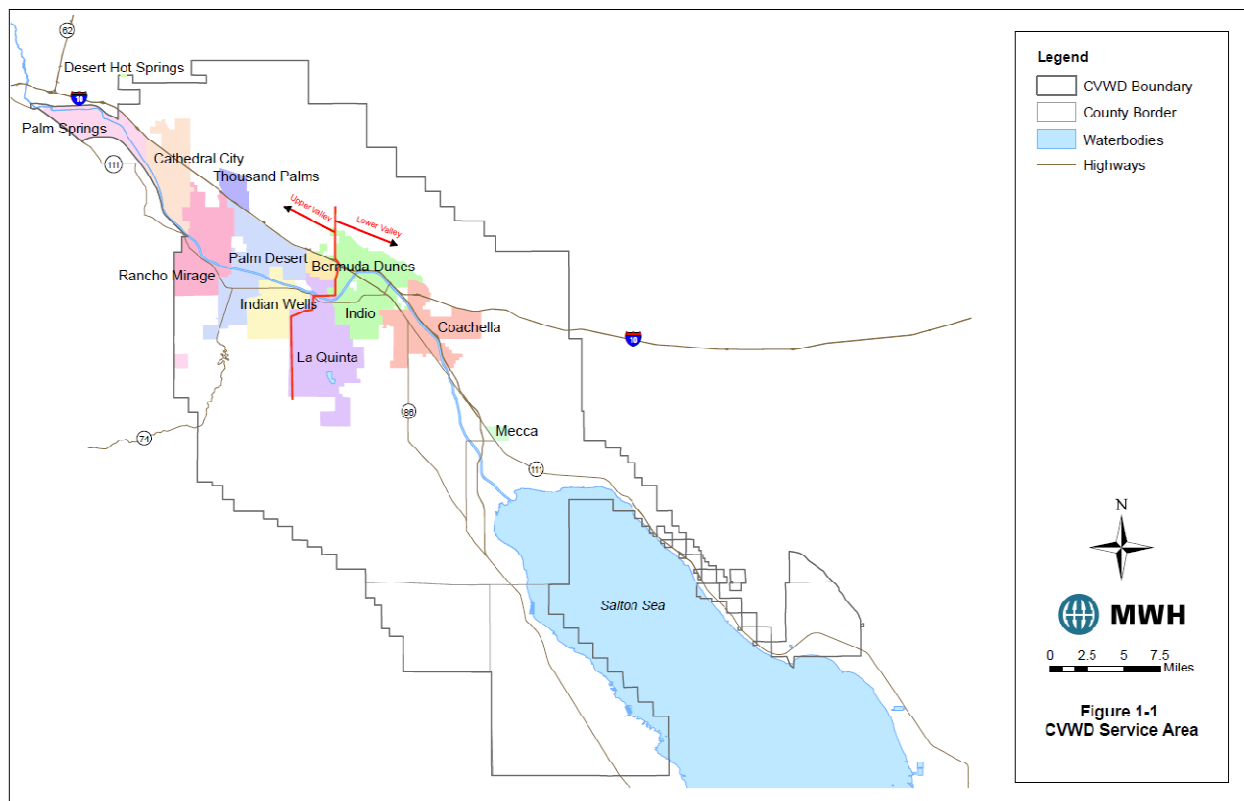 62
Desert Hot Springs
10
Palm Springs
111
Cathedral City
Thousand Palms
Upper valley
Lower Valley
Palm Desert
Bermuda Dunes
Rancho Mirage
Indian Wells
Indio
Coachella
10
La Quinta
86
74
Mecca
111
Salton Sea
Legend
CVWD Boundary
County Border
Waterbodies
Highways
N
MWH
0 2.5 5 7.5
Miles
Figure 1-1
CVWD Service Area